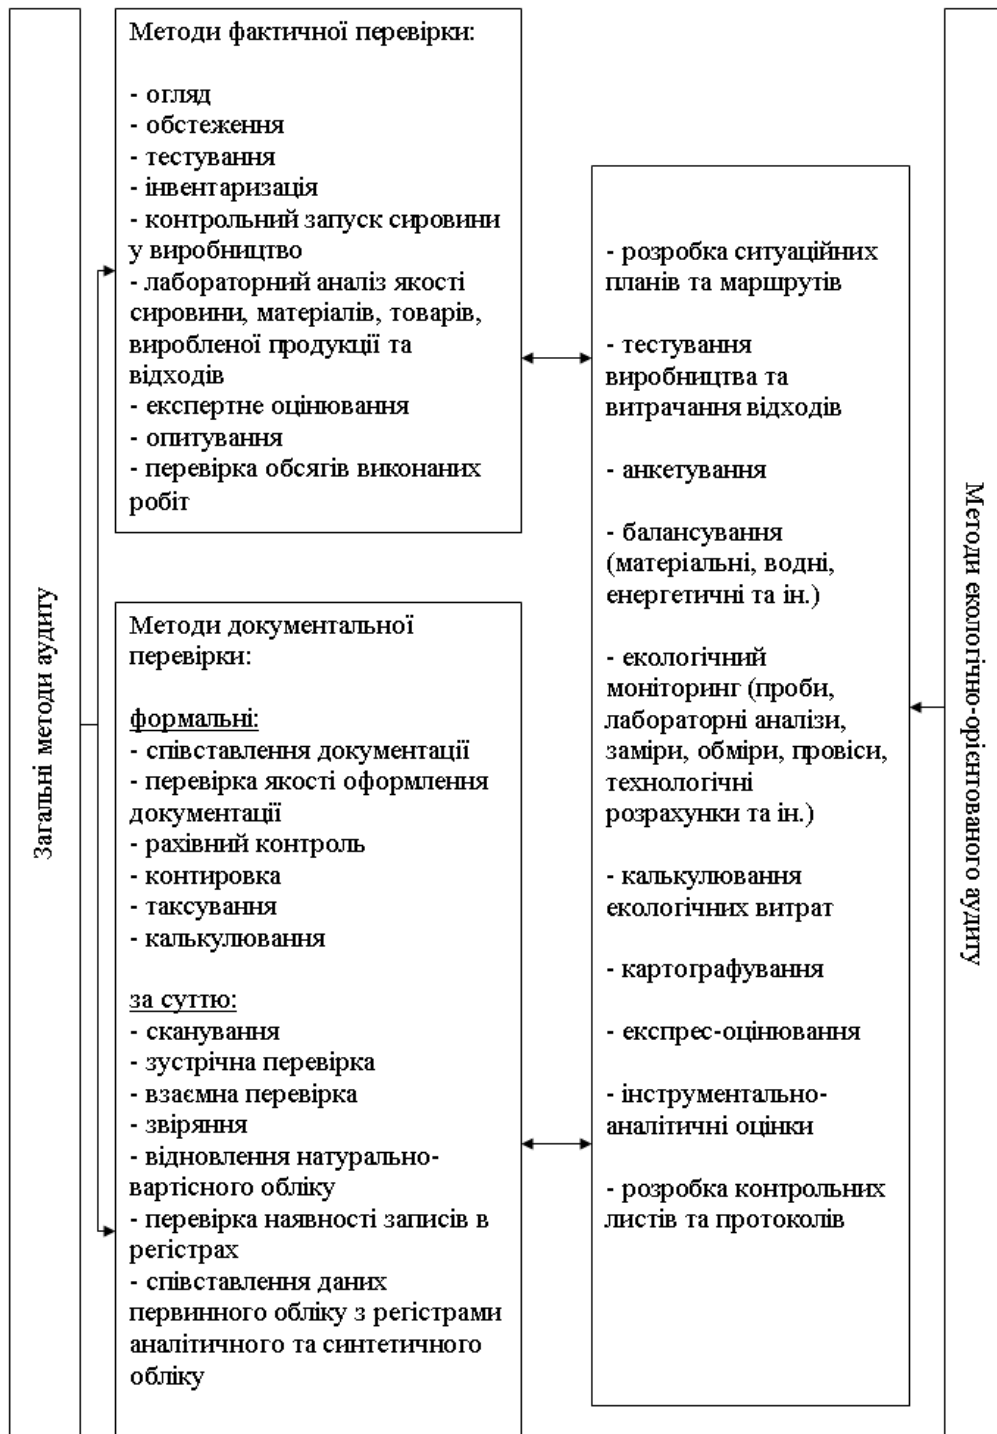 Загальні методи аудиту
Методи фактичної перевірки:
- огляд
- обстеження
- тестування
- інвентаризація
- контрольний запуск сировини
у виробництво
- лабораторний аналіз якості
сировини, матеріалів, товарів,
виробленої продукції та
відходів
- експертне оцінювання
- опитування
- перевірка обсягів виконаних
робіт
Методи документальної
перевірки:
формальні:
- співставлення документації
- перевірка якості оформлення
документації
- рахівний контроль
- контировка
- таксування
- калькулювання
за суттю:
- сканування
- зустрічна перевірка
- взаємна перевірка
- звіряння
- відновлення натурально-
вартісного обліку
- перевірка наявності записів в
регістрах
- співставлення даних
первинного обліку з регістрами
аналітичного та синтетичного
обліку
- розробка ситуаційних
планів та маршрутів
- тестування
виробництва та
витрачання відходів
- анкетування
- балансування
(матеріальні, водні,
енергетичні та ін.)
- екологічний
моніторинг (проби,
лабораторні аналізи,
заміри, обміри, провіси,
технологічні
розрахунки та ін.)
- калькулювання
екологічних витрат
- картографування
- експрес-оцінювання
- інструментально-
аналітичні оцінки
- розробка контрольних
листів та протоколів
Методи екологічно-орієнтованого аудиту